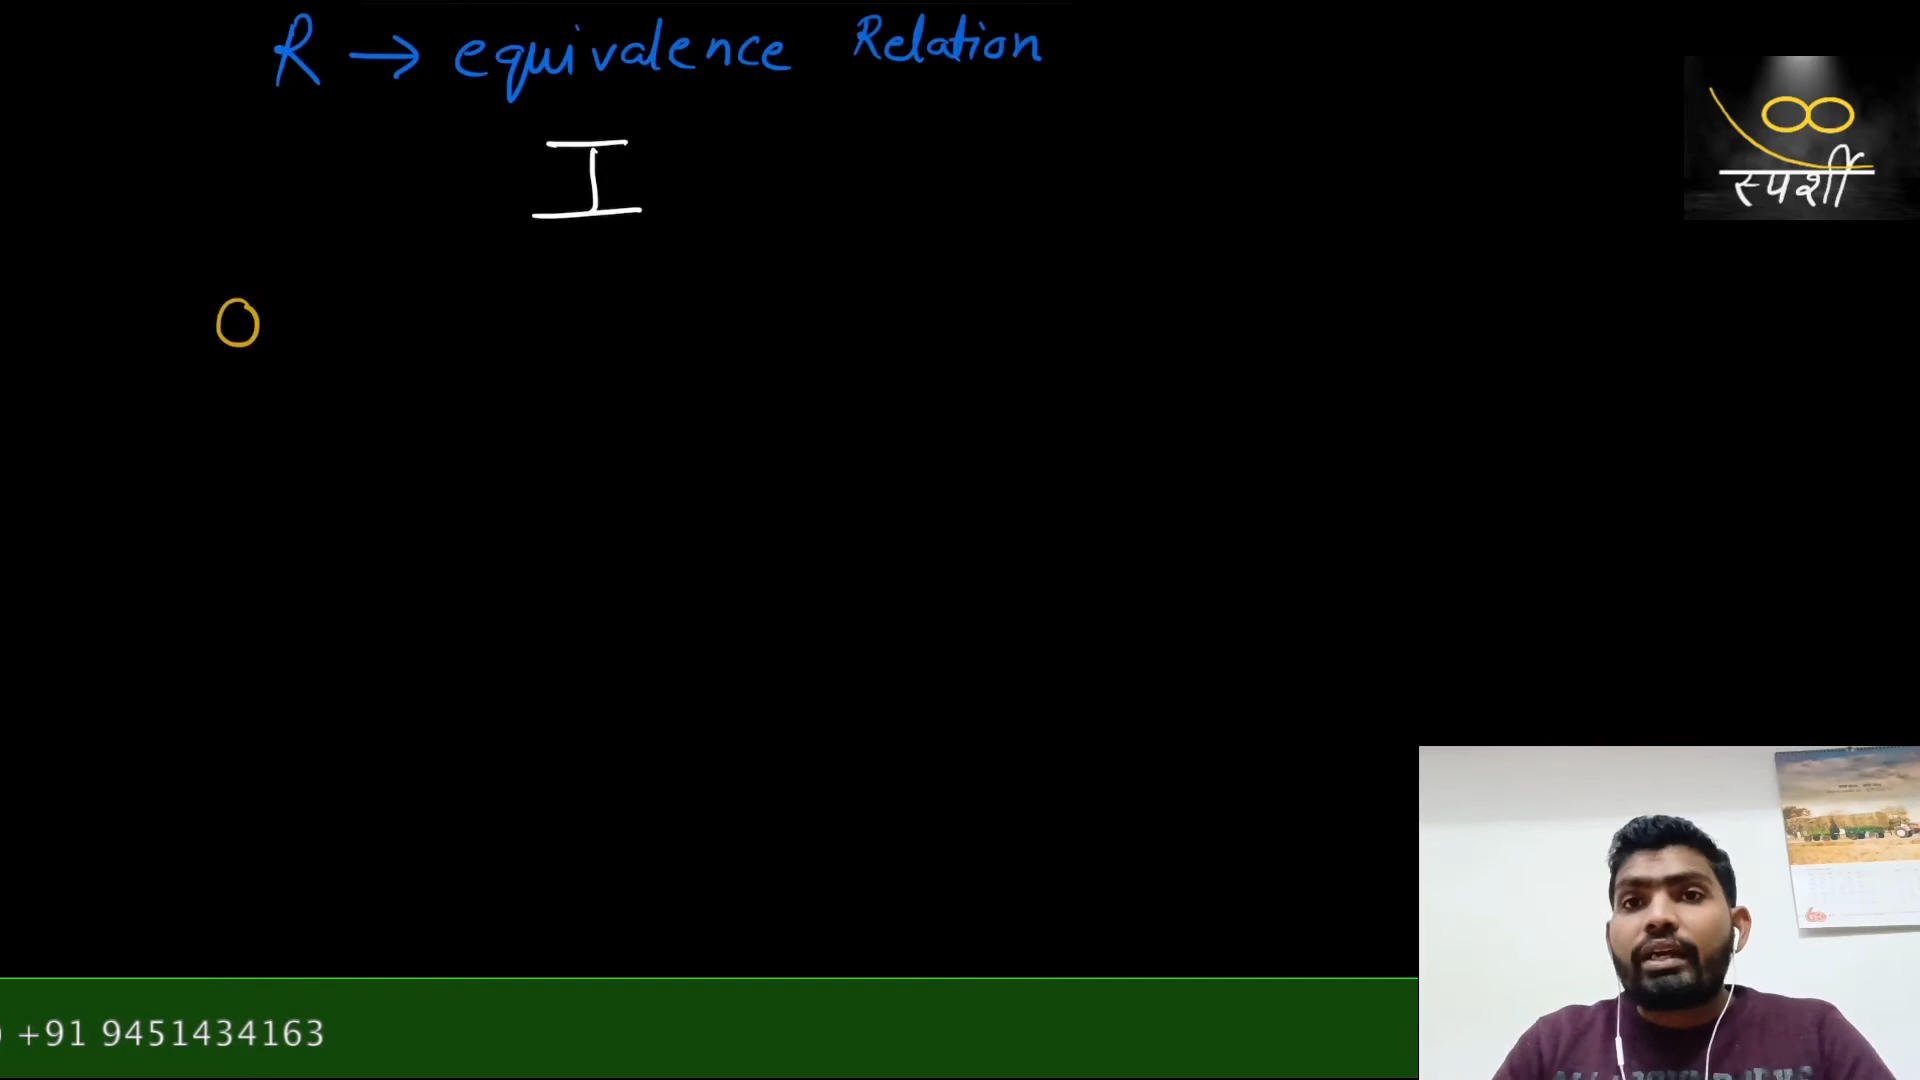 R → equivalence Relation
I
O
स्पर्शी
+91 9451434163